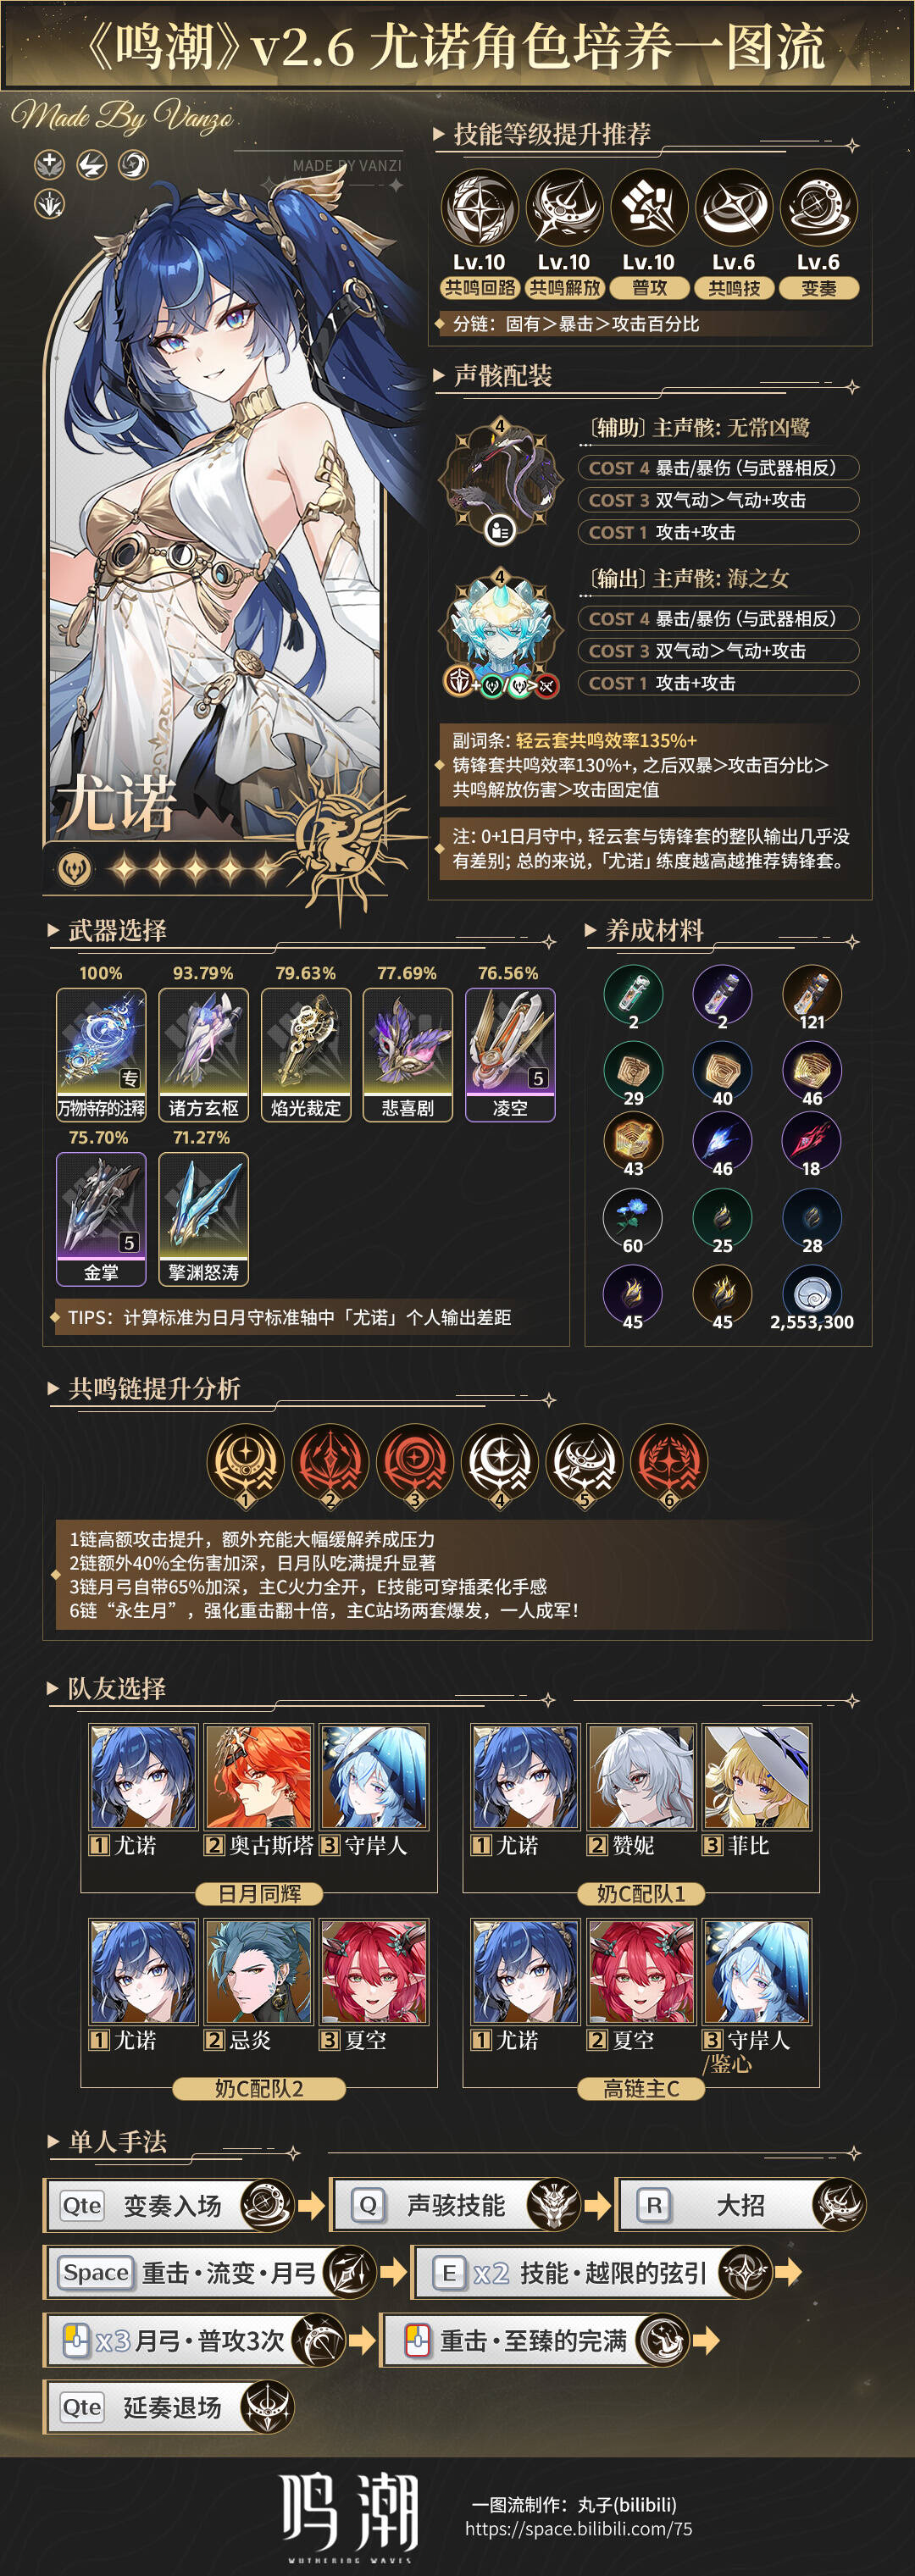 《鸣潮》v2.6 尤诺角色培养一图流
Made By Vanzo
MADE BY VANZI
技能等级提升推荐
Lv.10 Lv.10 Lv.10 Lv.6 Lv.6
共鸣回路 共鸣解放 普攻 共鸣技 变奏
分链：固有＞暴击＞攻击百分比
声骸配装
4
〔辅助〕主声骸：无常凶鹭
COST 4 暴击/暴伤（与武器相反）
COST 3 双气动＞气动+攻击
COST 1 攻击+攻击
4
〔输出〕主声骸：海之女
COST 4 暴击/暴伤（与武器相反）
COST 3 双气动＞气动+攻击
COST 1 攻击+攻击
+ / >
副词条：轻云套共鸣效率135%+
铸锋套共鸣效率130%+，之后双暴＞攻击百分比＞
共鸣解放伤害＞攻击固定值
注：0+1日月守中，轻云套与铸锋套的整队输出几乎没
有差别；总的来说，「尤诺」练度越高越推荐铸锋套。
尤诺
武器选择
100% 93.79% 79.63% 77.69% 76.56%
专 5
万物持存的注释 诸方玄枢 焰光裁定 悲喜剧 凌空
75.70% 71.27%
5
金掌 擎渊怒涛
TIPS：计算标准为日月守标准轴中「尤诺」个人输出差距
养成材料
2 2 121
29 40 46
43 46 18
60 25 28
45 45 2,553,300
共鸣链提升分析
1 2 3 4 5 6
1链高额攻击提升，额外充能大幅缓解养成压力
2链额外40%全伤害加深，日月队吃满提升显著
3链月弓自带65%加深，主C火力全开，E技能可穿插柔化手感
6链“永生月”，强化重击翻十倍，主C站场两套爆发，一人成军！
队友选择
1 尤诺 2 奥古斯塔 3 守岸人
日月同辉
1 尤诺 2 赞妮 3 菲比
奶C配队1
1 尤诺 2 忌炎 3 夏空
奶C配队2
1 尤诺 2 夏空 3 守岸人
/鉴心
高链主C
单人手法
Qte 变奏入场
Q 声骇技能
R 大招
Space 重击·流变·月弓
E x2 技能·越限的弦引
x3 月弓·普攻3次
重击·至臻的完满
Qte 延奏退场
鸣潮
WUTHERING WAVES
一图流制作：丸子(bilibili)
https://space.bilibili.com/75